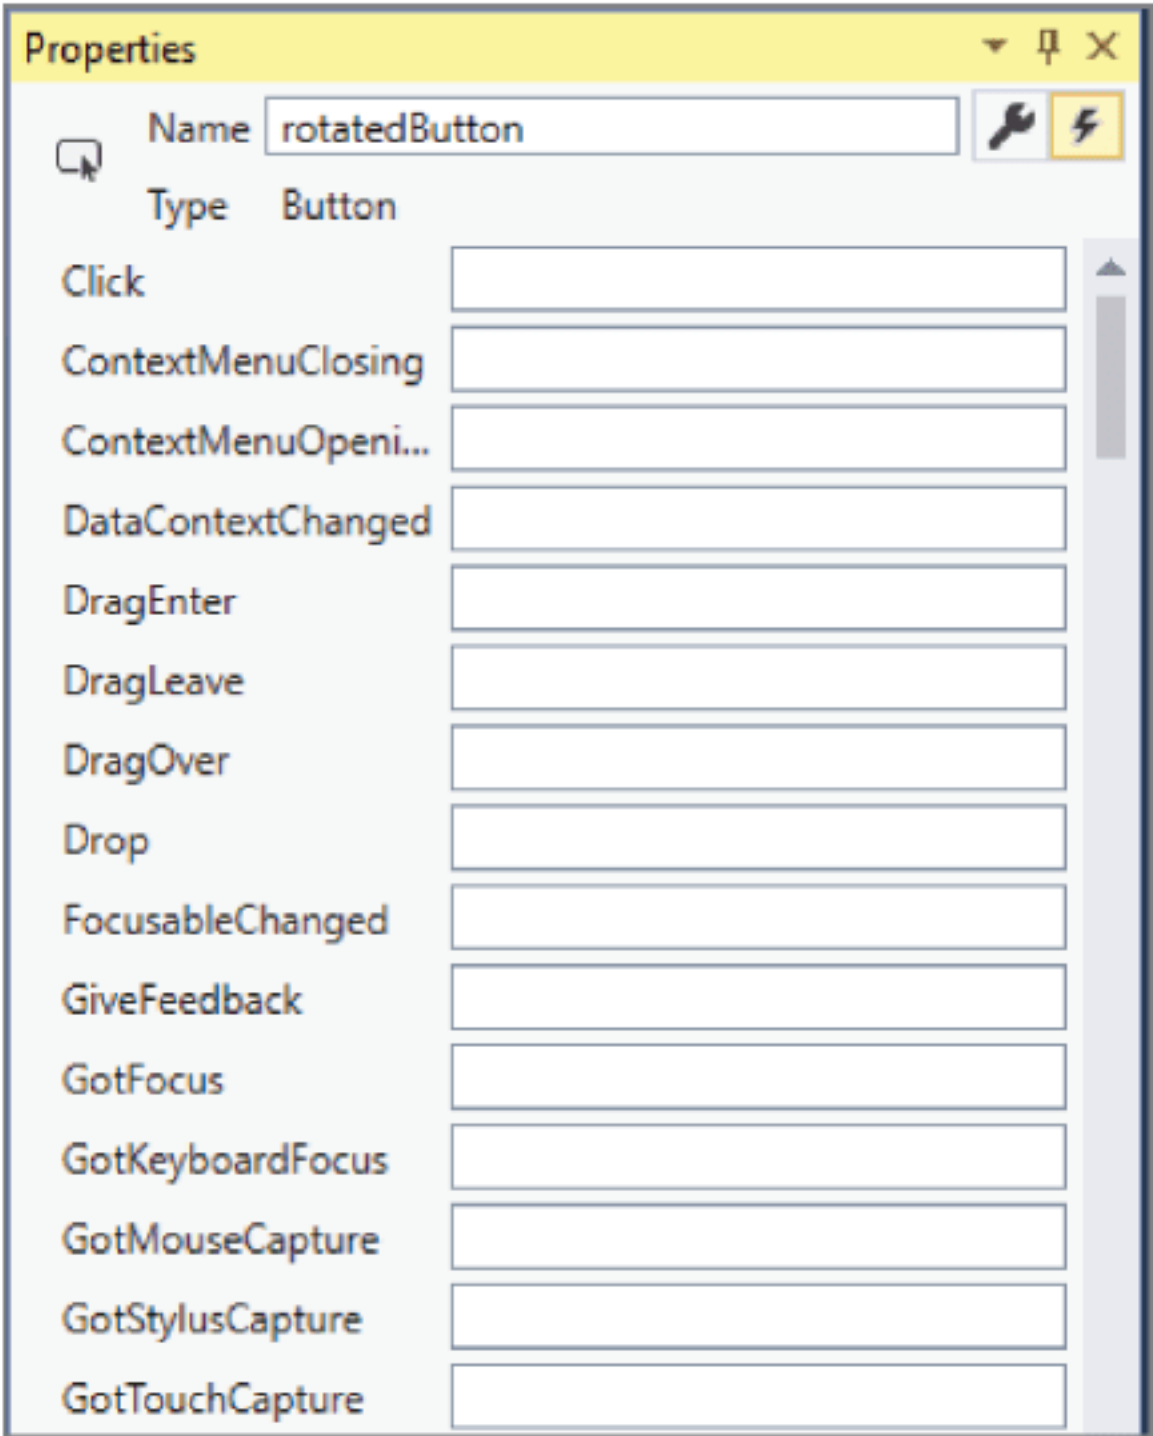 Properties
Name rotatedButton
Type Button
Click
ContextMenuClosing
ContextMenuOpeni...
DataContextChanged
DragEnter
DragLeave
DragOver
Drop
FocusableChanged
GiveFeedback
GotFocus
GotKeyboardFocus
GotMouseCapture
GotStylusCapture
GotTouchCapture